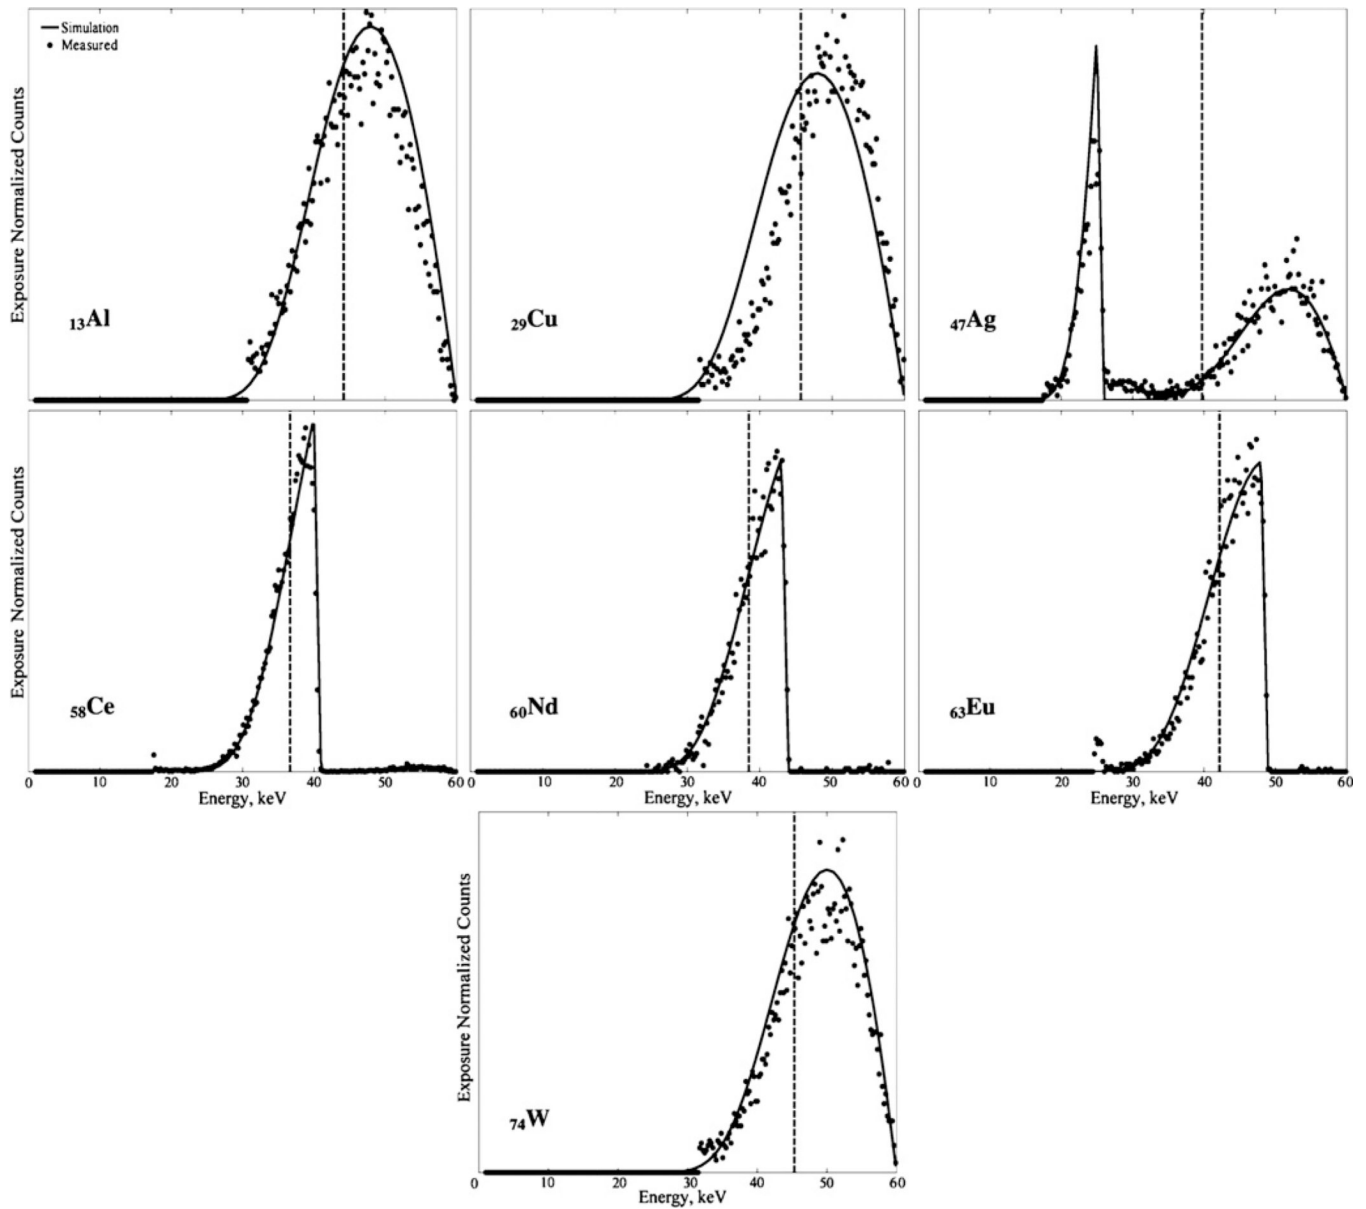 Simulation
Measured
Exposure Normalized Counts
13Al
29Cu
47Ag
Exposure Normalized Counts
58Ce
60Nd
63Eu
0 10 20 30 40 50 60
0 10 20 30 40 50 60
0 10 20 30 40 50 60
Energy, keV
Energy, keV
Energy, keV
Exposure Normalized Counts
74W
0 10 20 30 40 50 60
Energy, keV